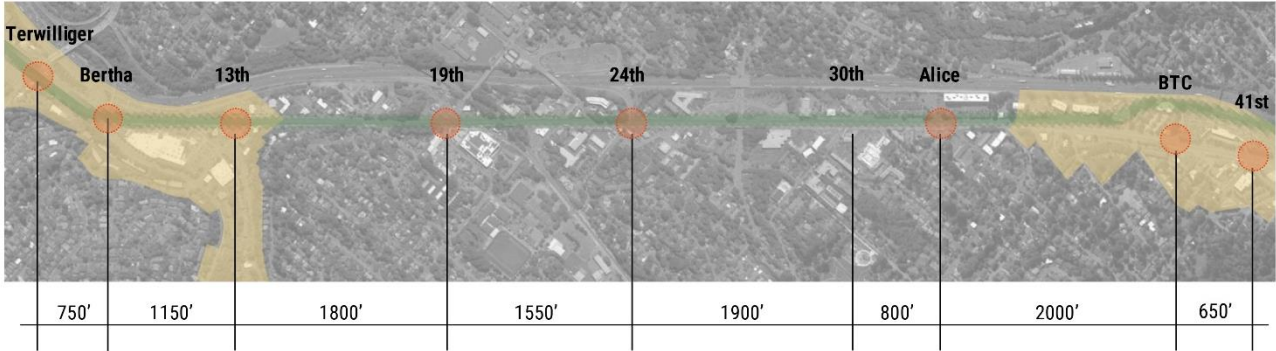 Terwilliger
Bertha
13th
19th
24th
30th
Alice
BTC
41st
750’
1150’
1800’
1550’
1900’
800’
2000’
650’